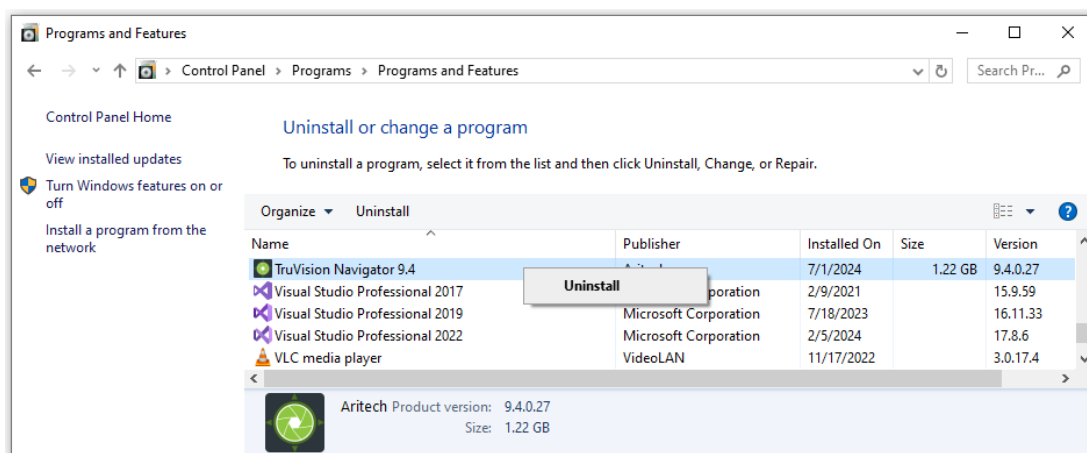 Programs and Features
Control Panel > Programs > Programs and Features
Search Pr...
Control Panel Home
View installed updates
Turn Windows features on or
off
Install a program from the
network
Uninstall or change a program
To uninstall a program, select it from the list and then click Uninstall, Change, or Repair.
Organize Uninstall
Name Publisher Installed On Size Version
TruVision Navigator 9.4 7/1/2024 1.22 GB 9.4.0.27
Uninstall
Visual Studio Professional 2017 poration 2/9/2021 15.9.59
Visual Studio Professional 2019 Microsoft Corporation 7/18/2023 16.11.33
Visual Studio Professional 2022 Microsoft Corporation 2/5/2024 17.8.6
VLC media player VideoLAN 11/17/2022 3.0.17.4
Aritech Product version: 9.4.0.27
Size: 1.22 GB